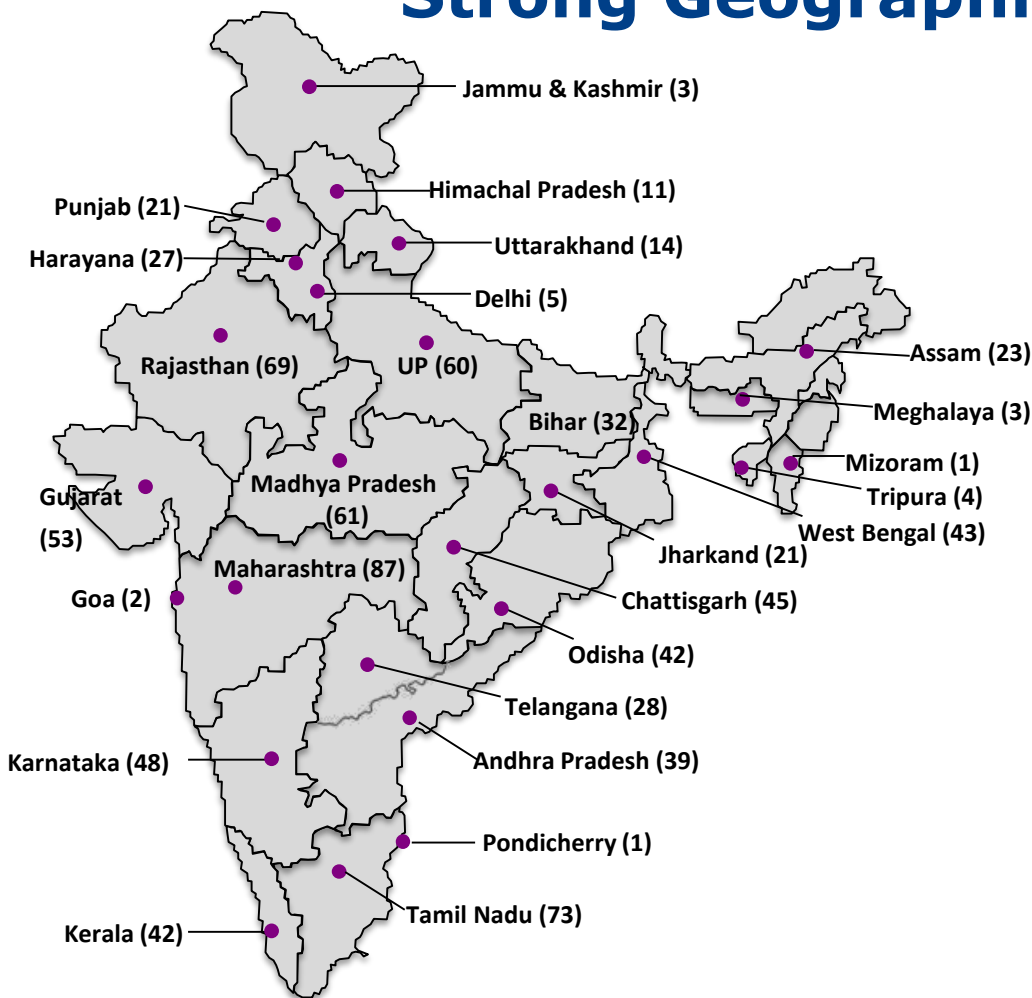 Strong Geographi
Jammu & Kashmir (3)
Himachal Pradesh (11)
Punjab (21)
Uttarakhand (14)
Harayana (27)
Delhi (5)
Assam (23)
Rajasthan (69)
UP (60)
Meghalaya (3)
Bihar (32)
Mizoram (1)
Madhya Pradesh
(61)
Gujarat
(53)
Tripura (4)
West Bengal (43)
Jharkand (21)
Maharashtra (87)
Goa (2)
Chattisgarh (45)
Odisha (42)
Telangana (28)
Karnataka (48)
Andhra Pradesh (39)
Pondicherry (1)
Tamil Nadu (73)
Kerala (42)